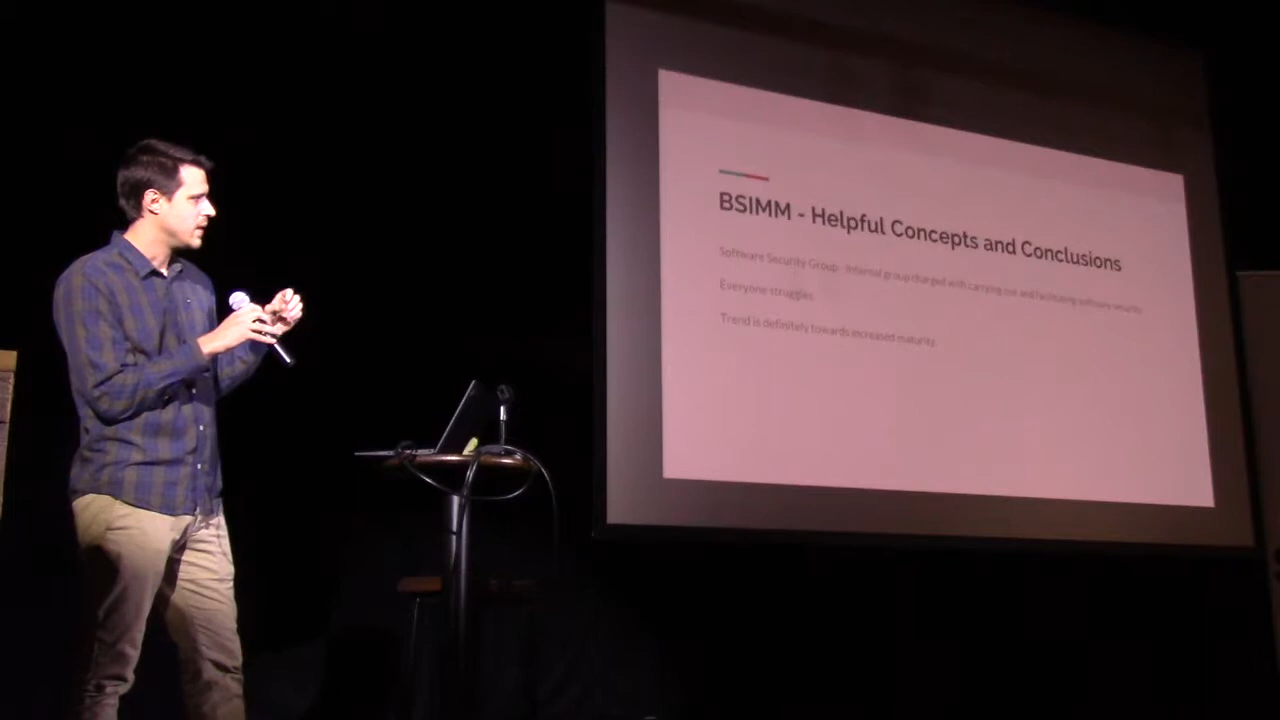 BSIMM - Helpful Concepts and Conclusions
Software Security Group - Informal group charged with carrying out and facilitating software security.
Everyone struggles.
Trend is definitely towards increased maturity.